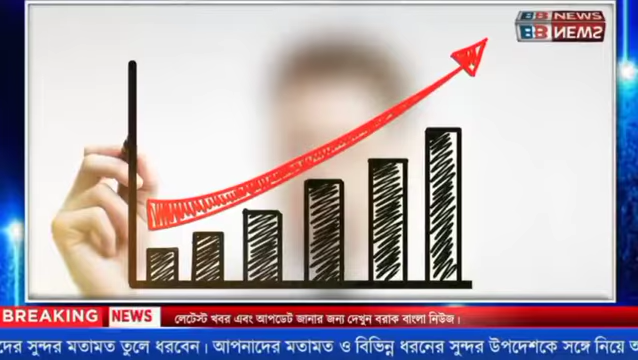 BB NEWS
BREAKING NEWS
লেটেস্ট খবর এবং আপডেট জানার জন্য দেখুন বরাক বাংলা নিউজ।
সুন্দর মতামত তুলে ধরবেন। আপনাদের মতামত ও বিভিন্ন ধরনের সুন্দর উপদেশকে সঙ্গে নিয়ে